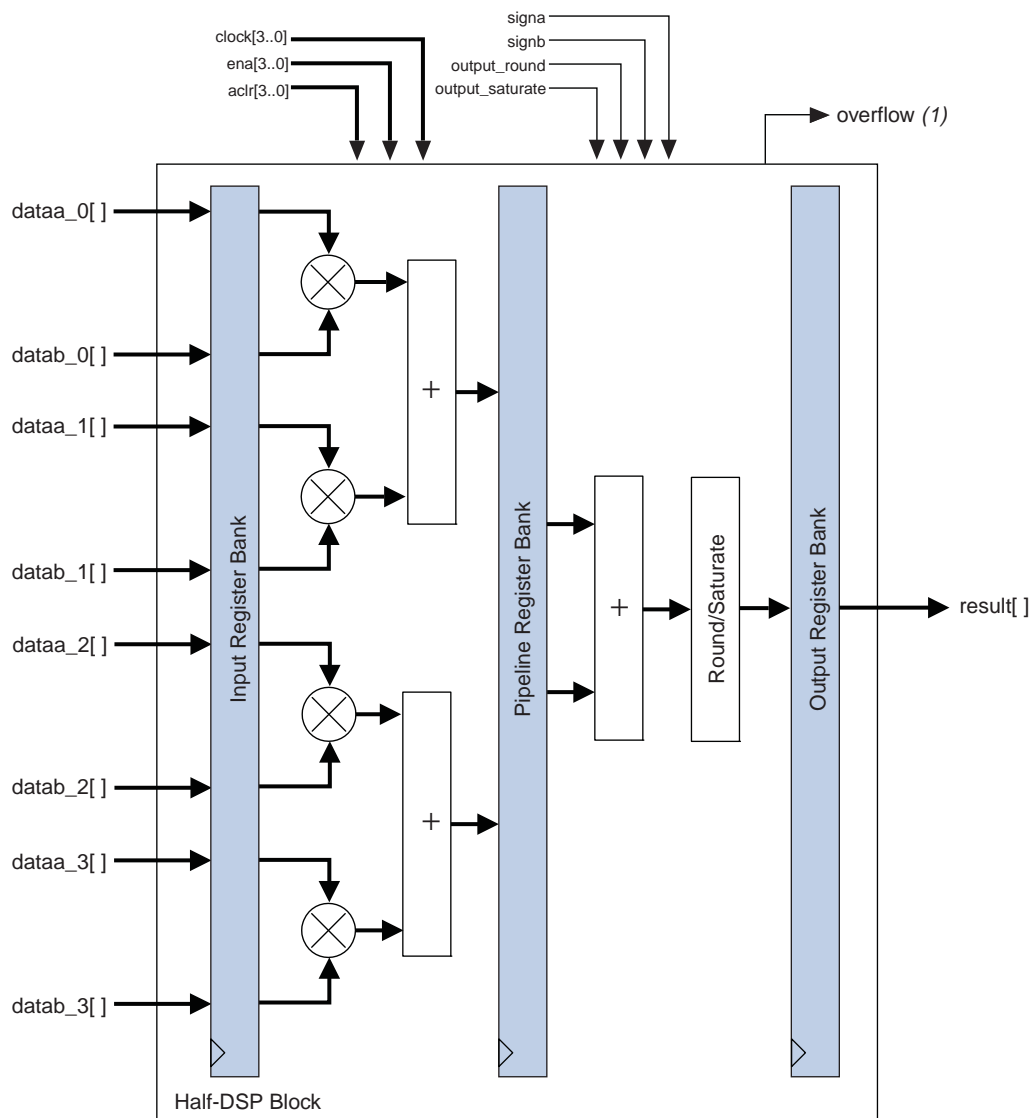 signa
clock[3..0]
signb
ena[3..0]
output_round
aclr[3..0]
output_saturate
overflow (1)
dataa_0[ ]
datab_0[ ]
+
dataa_1[ ]
datab_1[ ]
dataa_2[ ]
datab_2[ ]
+
dataa_3[ ]
datab_3[ ]
Input Register Bank
Pipeline Register Bank
+
Round/Saturate
Output Register Bank
result[ ]
Half-DSP Block